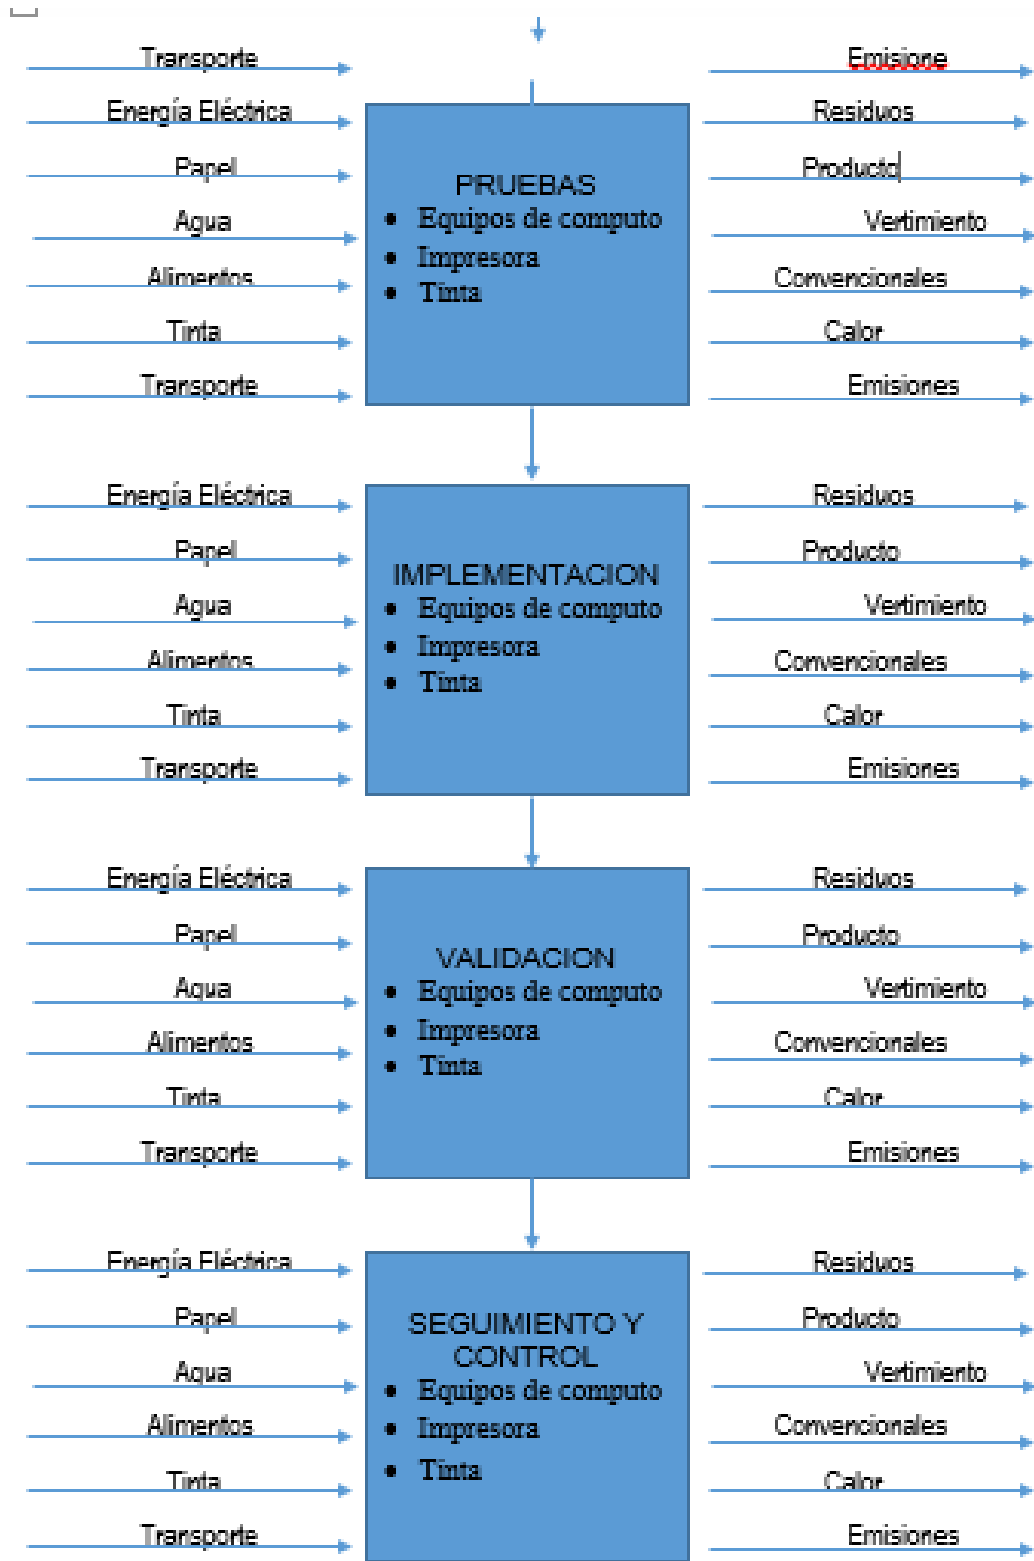 Transporte
Emisione
Energía Eléctrica
Residuos
Papel
Producto
Agua
Vertimiento
Alimentos
Convencionales
Tinta
Calor
Transporte
Emisiones
PRUEBAS
• Equipos de computo
• Impresora
• Tinta
Energía Eléctrica
Residuos
Papel
Producto
Agua
Vertimiento
Alimentos
Convencionales
Tinta
Calor
Transporte
Emisiones
IMPLEMENTACION
• Equipos de computo
• Impresora
• Tinta
Energía Eléctrica
Residuos
Papel
Producto
Agua
Vertimiento
Alimentos
Convencionales
Tinta
Calor
Transporte
Emisiones
VALIDACION
• Equipos de computo
• Impresora
• Tinta
Energía Eléctrica
Residuos
Papel
Producto
Agua
Vertimiento
Alimentos
Convencionales
Tinta
Calor
Transporte
Emisiones
SEGUIMIENTO Y
CONTROL
• Equipos de computo
• Impresora
• Tinta